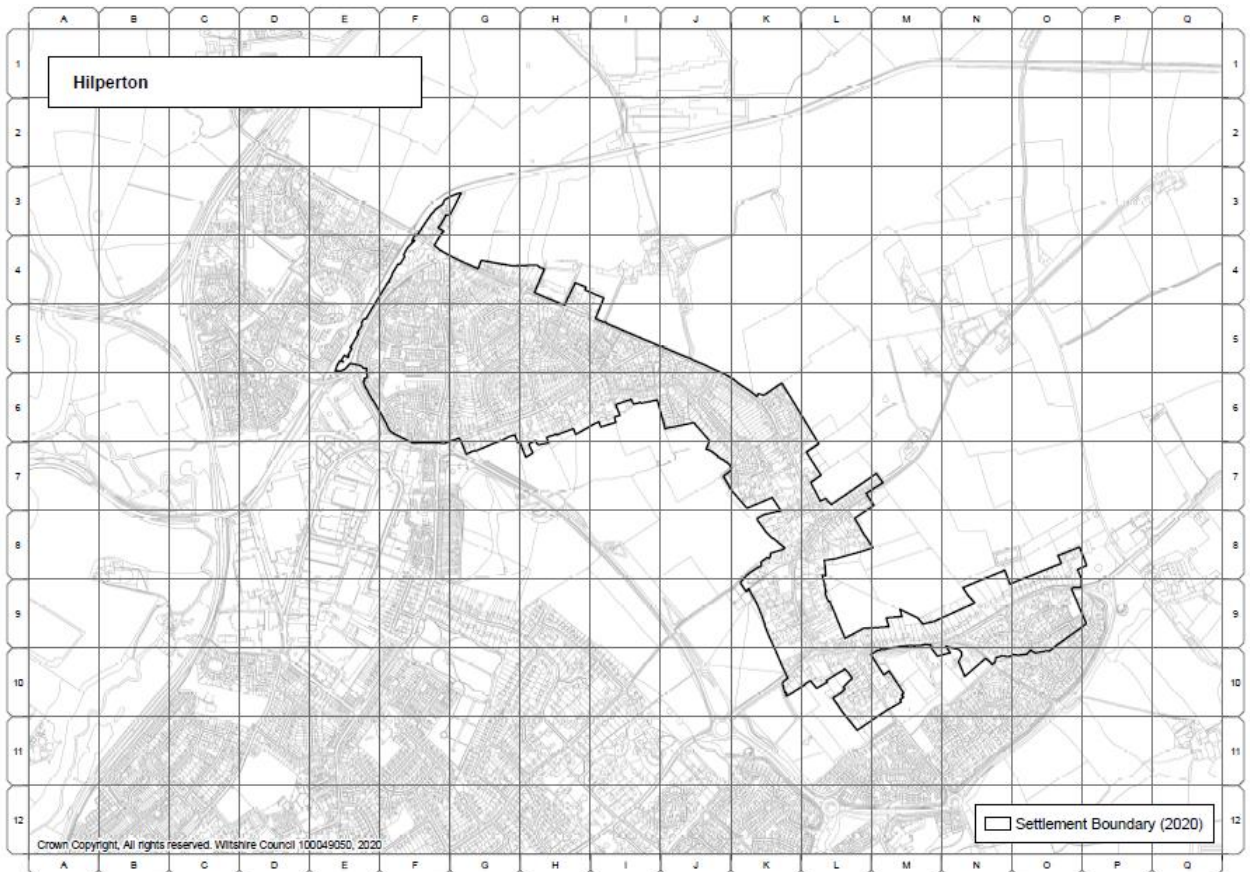 A B C D E F G H I J K L M N O P Q
Hilperton
1 1
2 2
3 3
4 4
5 5
6 6
7 7
8 8
9 9
10 10
11 11
12 12
Settlement Boundary (2020)
Crown Copyright, All rights reserved. Wiltshire Council 100049050, 2020
A B C D E F G H I J K L M N O P Q